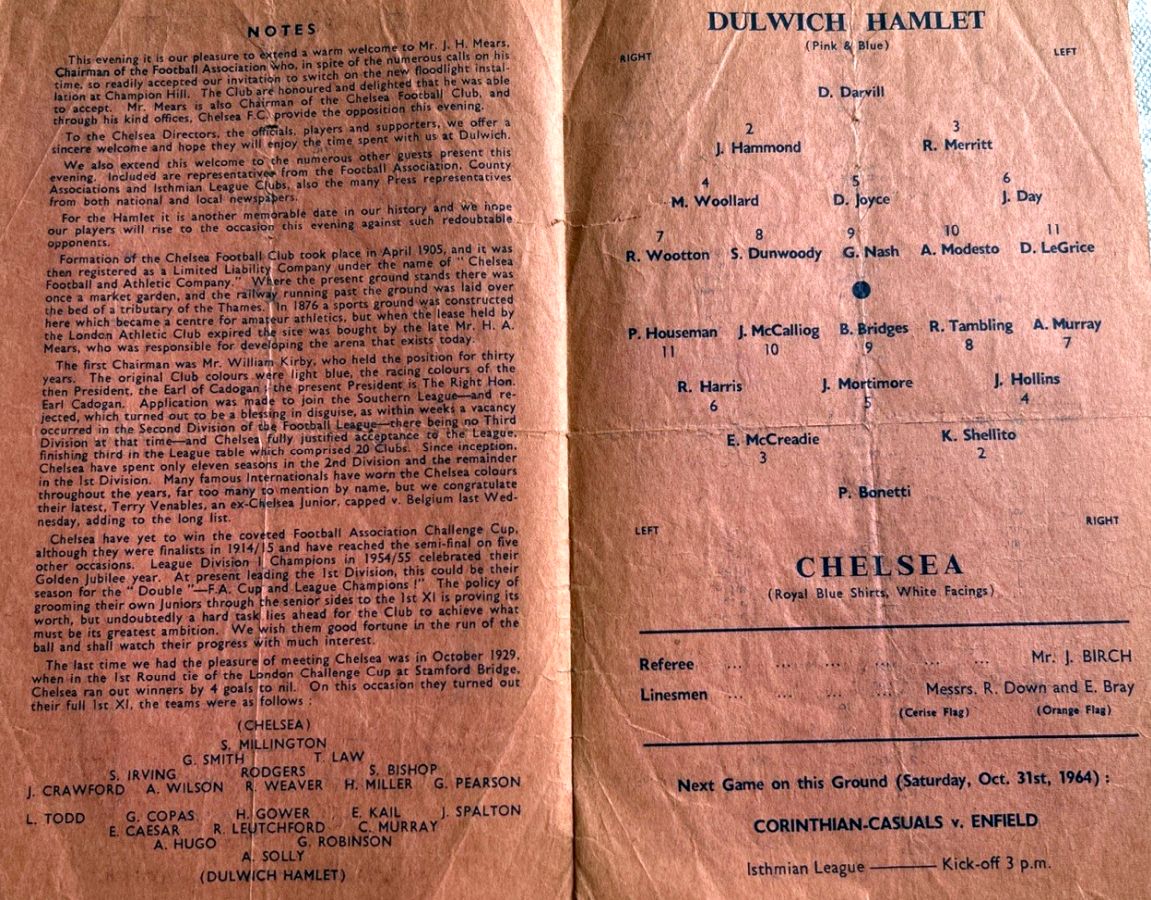 NOTES
This evening it is our pleasure to extend a warm welcome to Mr. J. H. Mears,
Chairman of the Football Association who, in spite of the numerous calls on his
time, so readily accepted our invitation to switch on the new floodlight instal-
lation at Champion Hill. The Club are honoured and delighted that he was able
to accept. Mr. Mears is also Chairman of the Chelsea Football Club, and
through his kind offices, Chelsea F.C. provide the opposition this evening.
To the Chelsea Directors, the officials, players and supporters, we offer a
sincere welcome and hope they will enjoy the time spent with us at Dulwich.
We also extend this welcome to the numerous other guests present this
evening. Included are representatives from the Football Association, County
Associations and Isthmian League Clubs, also the many Press representatives
from both national and local newspapers.
For the Hamlet it is another memorable date in our history and we hope
our players will rise to the occasion this evening against such redoubtable
opponents.
Formation of the Chelsea Football Club took place in April 1905, and it was
then registered as a Limited Liability Company under the name of " Chelsea
Football and Athletic Company." Where the present ground stands there was
once a market garden, and the railway running past the ground was laid over
the bed of a tributary of the Thames. In 1876 a sports ground was constructed
here which became a centre for amateur athletics, but when the lease held by
the London Athletic Club expired the site was bought by the late Mr. H. A.
Mears, who was responsible for developing the arena that exists today.
The first Chairman was Mr. William Kirby, who held the position for thirty
years. The original Club colours were light blue, the racing colours of the
then President, the Earl of Cadogan ; the present President is The Right Hon.
Earl Cadogan. Application was made to join the Southern League—and re-
jected, which turned out to be a blessing in disguise, as within weeks a vacancy
occurred in the Second Division of the Football League—there being no Third
Division at that time—and Chelsea fully justified acceptance to the League,
finishing third in the League table which comprised 20 Clubs. Since inception,
Chelsea have spent only eleven seasons in the 2nd Division and the remainder
in the 1st Division. Many famous Internationals have worn the Chelsea colours
throughout the years, far too many to mention by name, but we congratulate
their latest, Terry Venables, an ex-Chelsea Junior, capped v. Belgium last Wed-
nesday, adding to the long list.
Chelsea have yet to win the coveted Football Association Challenge Cup,
although they were finalists in 1914/15 and have reached the semi-final on five
other occasions. League Division 1 Champions in 1954/55 celebrated their
Golden Jubilee year. At present leading the 1st Division, this could be their
season for the " Double "—F.A. Cup and League Champions !" The policy of
grooming their own Juniors through the senior sides to the 1st XI is proving its
worth, but undoubtedly a hard task lies ahead for the Club to achieve what
must be its greatest ambition. We wish them good fortune in the run of the
ball and shall watch their progress with much interest.
The last time we had the pleasure of meeting Chelsea was in October 1929,
when in the 1st Round tie of the London Challenge Cup at Stamford Bridge,
Chelsea ran out winners by 4 goals to nil. On this occasion they turned out
their full 1st XI, the teams were as follows :
(CHELSEA)
S. MILLINGTON
G. SMITH T. LAW
S. IRVING RODGERS S. BISHOP
J. CRAWFORD A. WILSON R. WEAVER H. MILLER G. PEARSON
L. TODD G. COPAS H. GOWER E. KAIL J. SPALTON
E. CAESAR R. LEUTCHFORD C. MURRAY
A. HUGO G. ROBINSON
A. SOLLY
(DULWICH HAMLET)
DULWICH HAMLET
(Pink & Blue)
RIGHT LEFT
D. Darvill
2 3
J. Hammond R. Merritt
4 5 6
M. Woollard D. Joyce J. Day
7 8 9 10 11
R. Wootton S. Dunwoody G. Nash A. Modesto D. LeGrice
P. Houseman J. McCalliog B. Bridges R. Tambling A. Murray
11 10 9 8 7
R. Harris J. Mortimore J. Hollins
6 5 4
E. McCreadie K. Shellito
3 2
P. Bonetti
LEFT RIGHT
CHELSEA
(Royal Blue Shirts, White Facings)
Referee ... ... ... ... ... ... Mr. J. BIRCH
Linesmen ... ... ... ... Messrs. R. Down and E. Bray
(Cerise Flag) (Orange Flag)
Next Game on this Ground (Saturday, Oct. 31st, 1964) :
CORINTHIAN-CASUALS v. ENFIELD
Isthmian League ——— Kick-off 3 p.m.